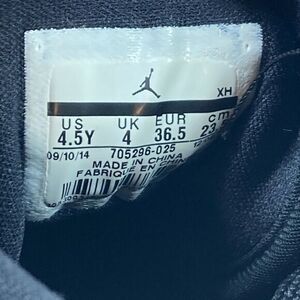 XH
US UK EUR cm
4.5Y 4 36.5 23
09/10/14 705296-025
MADE IN CHINA
FABRIQUE EN CHIN